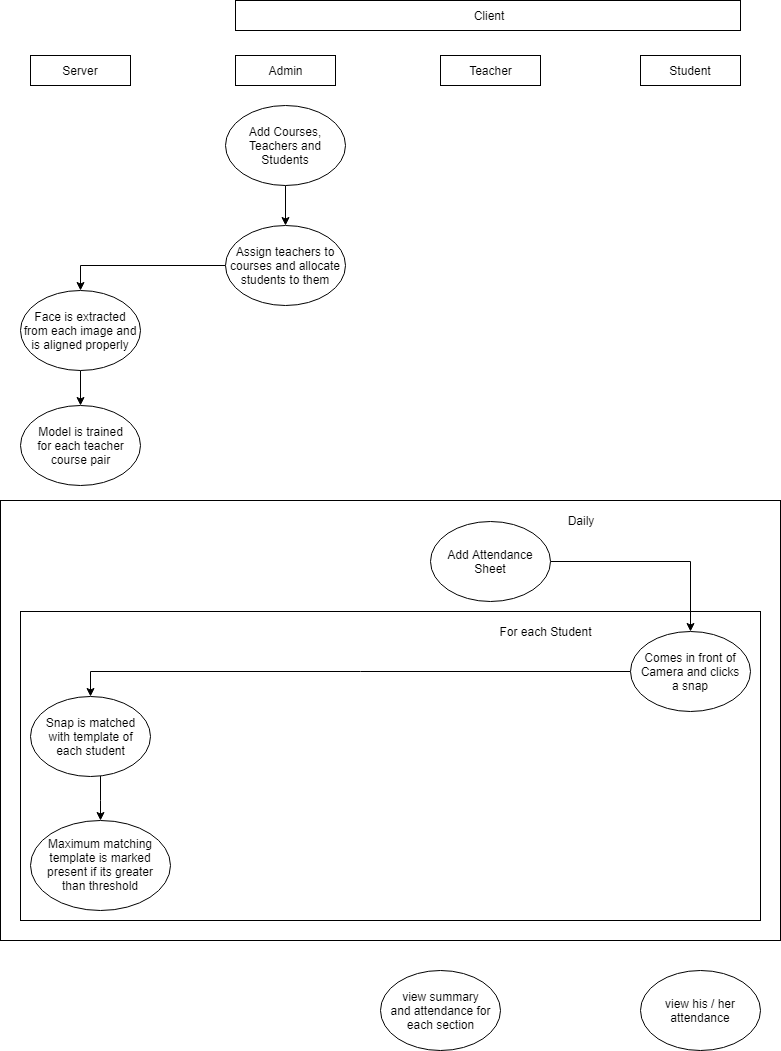 Client
Server
Admin
Teacher
Student
Add Courses,
Teachers and
Students
Assign teachers to
courses and allocate
students to them
Face is extracted
from each image and
is aligned properly
Model is trained
for each teacher
course pair
Daily
Add Attendance
Sheet
For each Student
Comes in front of
Camera and clicks
a snap
Snap is matched
with template of
each student
Maximum matching
template is marked
present if its greater
than threshold
view summary
and attendance for
each section
view his / her
attendance